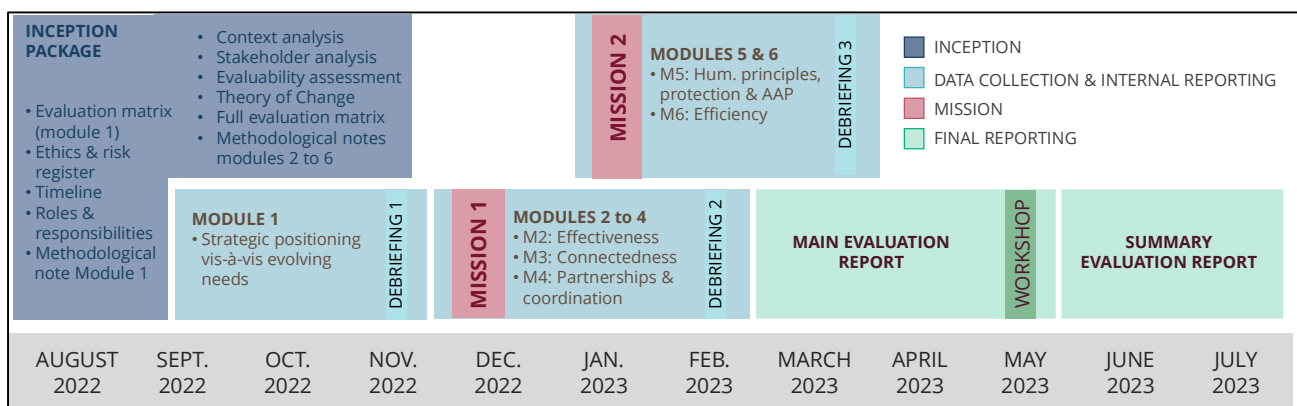 INCEPTION
PACKAGE
• Evaluation matrix
(module 1)
• Ethics & risk
register
• Timeline
• Roles &
responsibilities
• Methodological
note Module 1
• Context analysis
• Stakeholder analysis
• Evaluability assessment
• Theory of Change
• Full evaluation matrix
• Methodological notes
modules 2 to 6
MISSION 2
MODULES 5 & 6
• M5: Hum. principles,
protection & AAP
• M6: Efficiency
DEBRIEFING 3
INCEPTION
DATA COLLECTION & INTERNAL REPORTING
MISSION
FINAL REPORTING
MODULE 1
• Strategic positioning
vis-à-vis evolving
needs
DEBRIEFING 1
MISSION 1
MODULES 2 to 4
• M2: Effectiveness
• M3: Connectedness
• M4: Partnerships &
coordination
DEBRIEFING 2
MAIN EVALUATION
REPORT
WORKSHOP
SUMMARY
EVALUATION REPORT
AUGUST
2022
SEPT.
2022
OCT.
2022
NOV.
2022
DEC.
2022
JAN.
2023
FEB.
2023
MARCH
2023
APRIL
2023
MAY
2023
JUNE
2023
JULY
2023